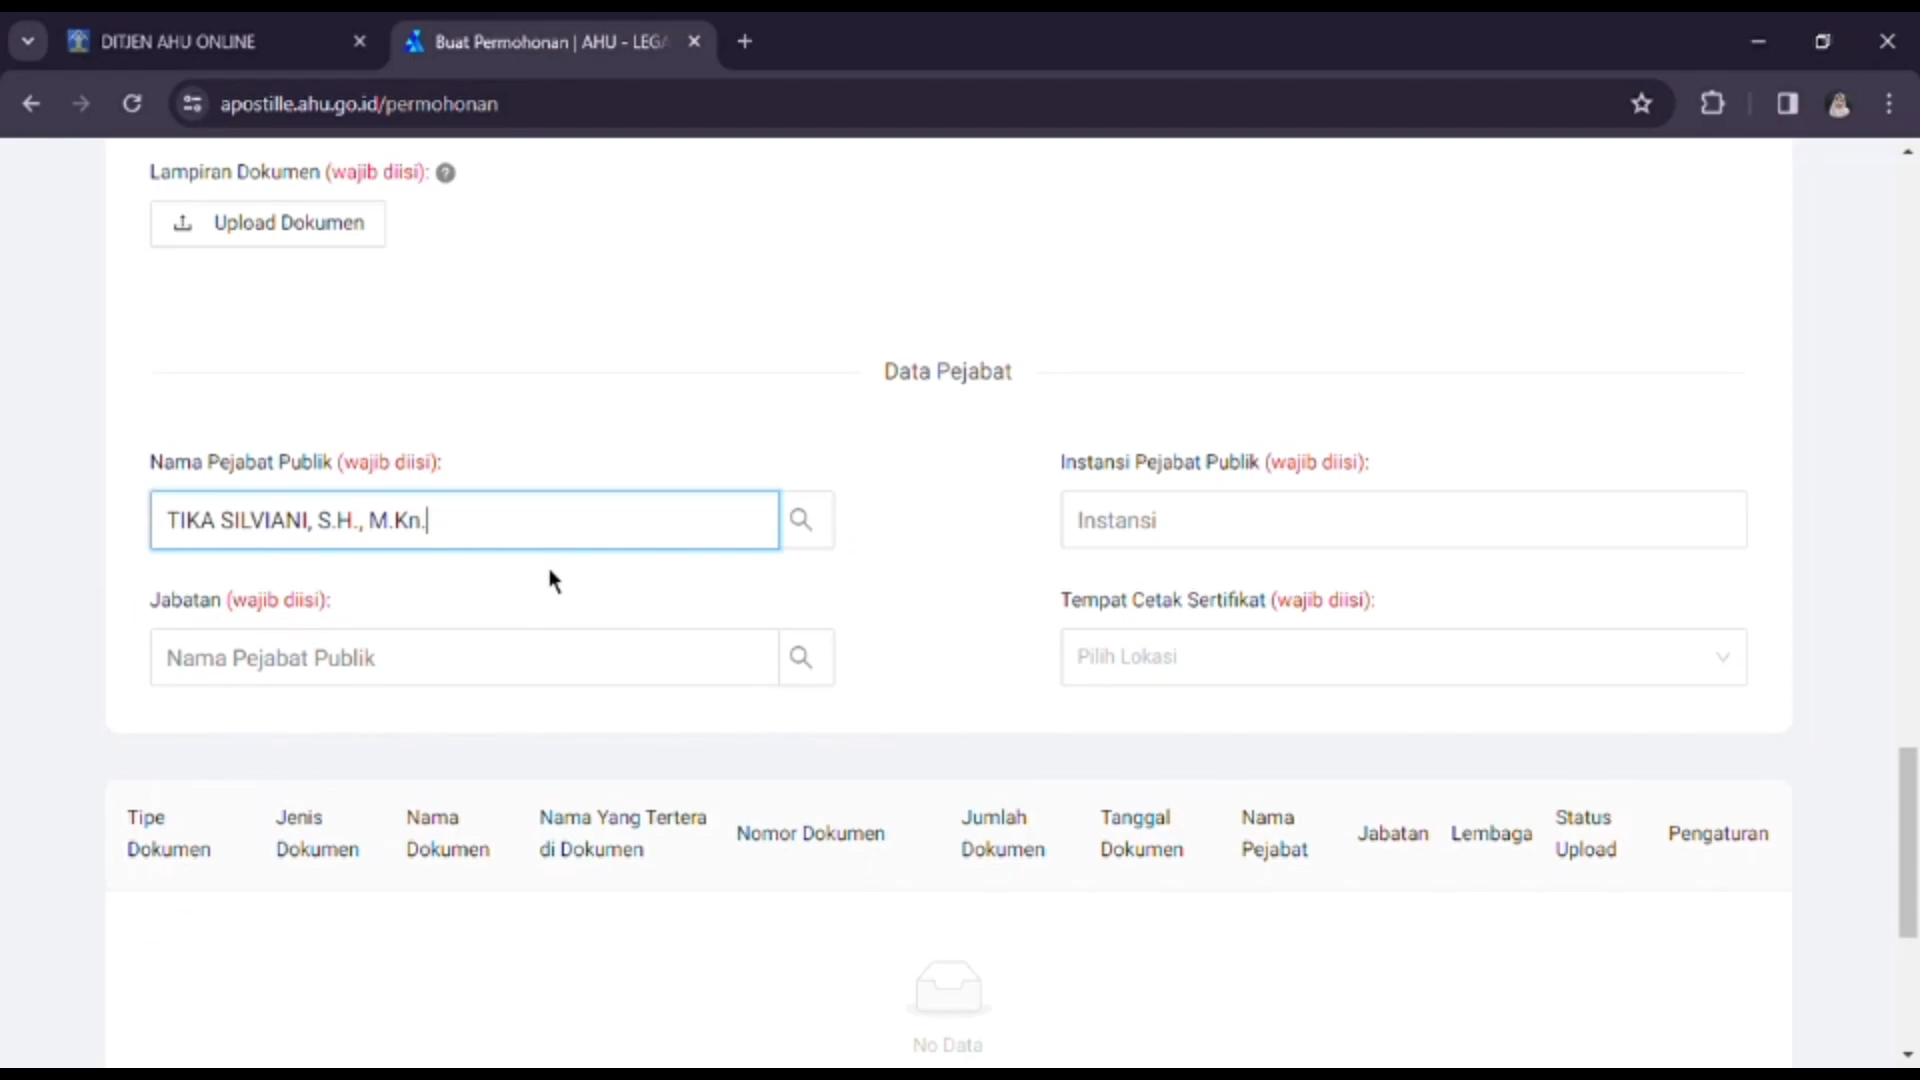 DITJEN AHU ONLINE
Buat Permohonan | AHU - LEGA
apostille.ahu.go.id/permohonan
Lampiran Dokumen (wajib diisi): ?
Upload Dokumen
Data Pejabat
Nama Pejabat Publik (wajib diisi):
Instansi Pejabat Publik (wajib diisi):
TIKA SILVIANI, S.H., M.Kn.
Instansi
Jabatan (wajib diisi):
Tempat Cetak Sertifikat (wajib diisi):
Nama Pejabat Publik
Pilih Lokasi
Tipe Dokumen
Jenis Dokumen
Nama Dokumen
Nama Yang Tertera di Dokumen
Nomor Dokumen
Jumlah Dokumen
Tanggal Dokumen
Nama Pejabat
Jabatan
Lembaga
Status Upload
Pengaturan
No Data